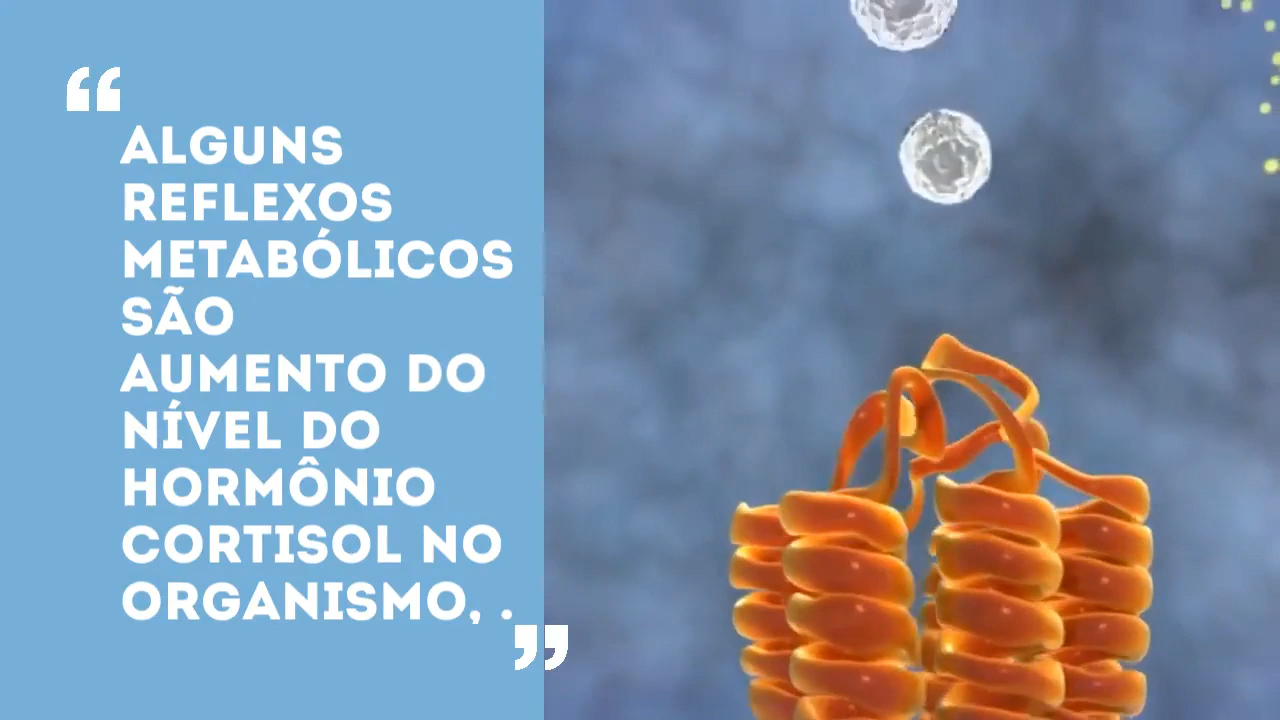 “
ALGUNS
REFLEXOS
METABÓLICOS
SÃO
AUMENTO DO
NÍVEL DO
HORMÔNIO
CORTISOL NO
ORGANISMO, .
”